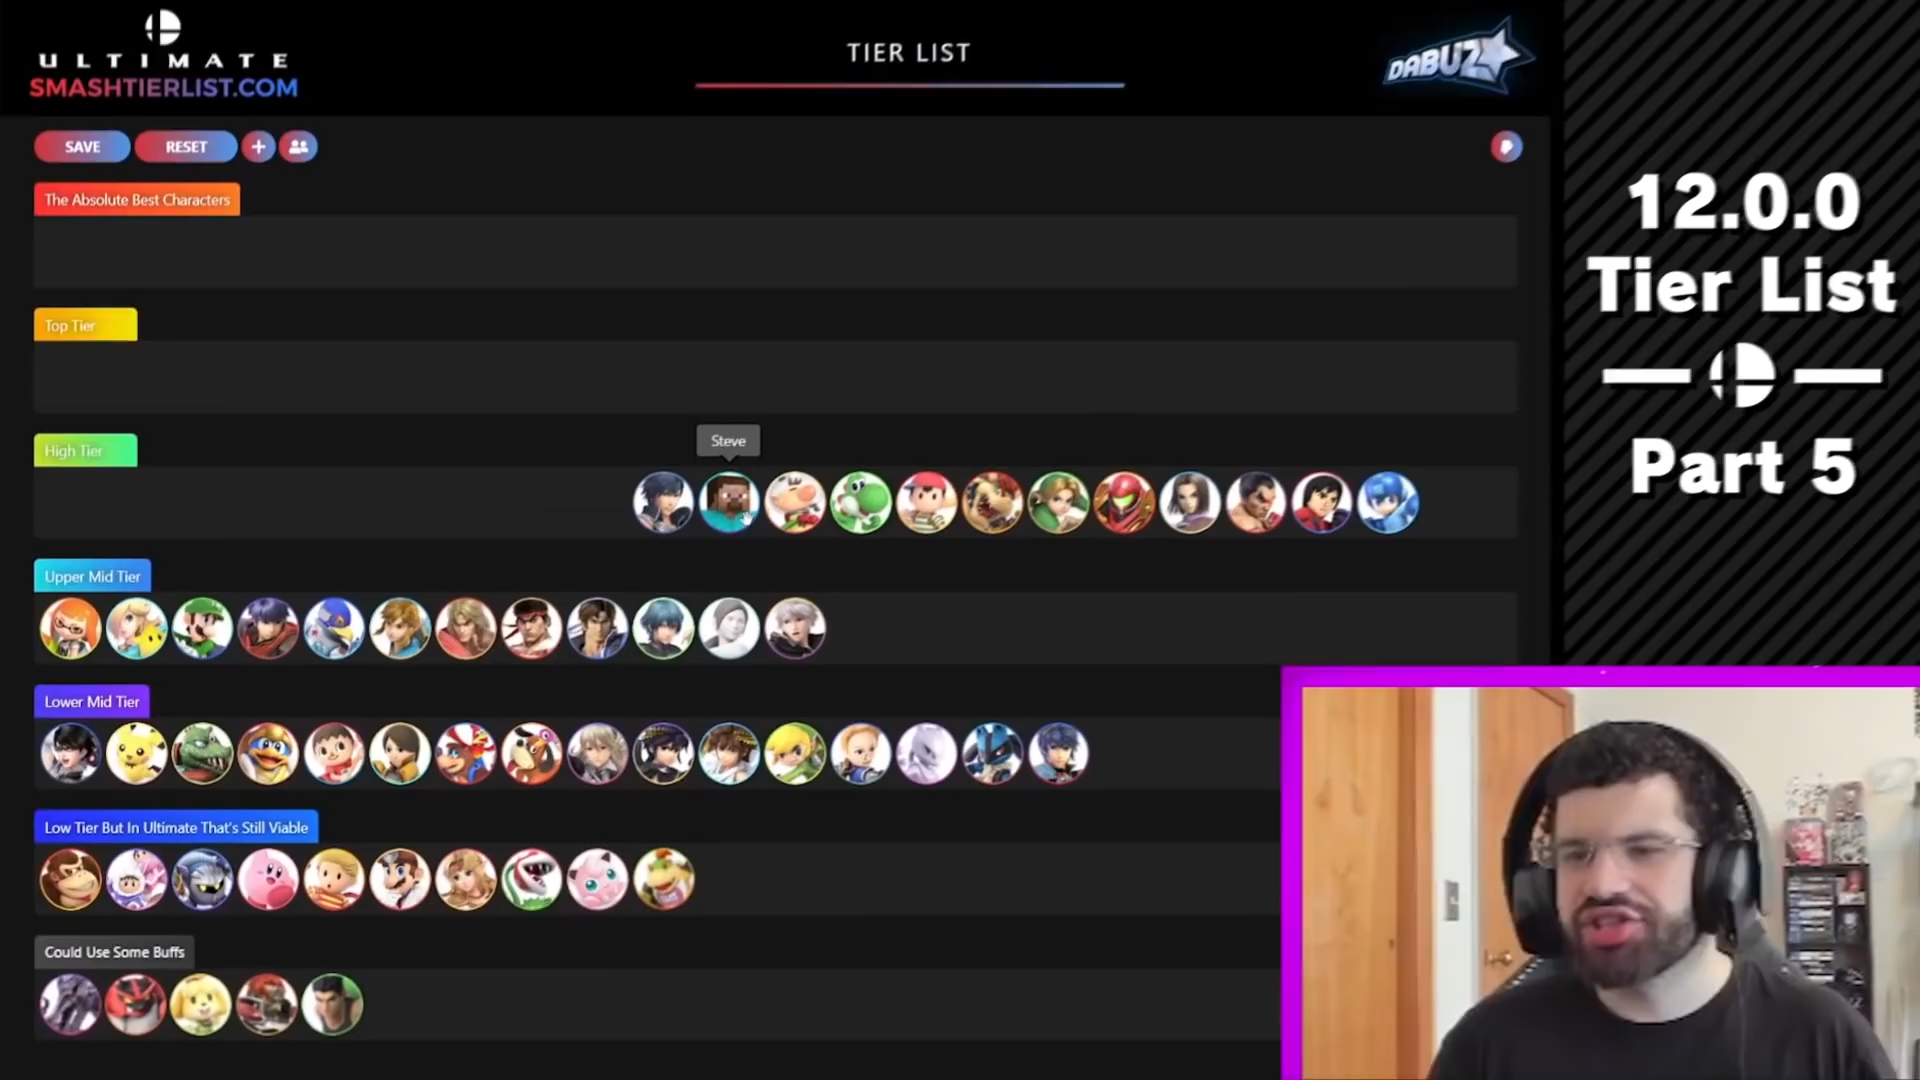 ULTIMATE
SMASHTIERLIST.COM
TIER LIST
DABUZ
SAVE
RESET
+
The Absolute Best Characters
Top Tier
High Tier
Steve
Upper Mid Tier
Lower Mid Tier
Low Tier But In Ultimate That's Still Viable
Could Use Some Buffs
12.0.0
Tier List
Part 5